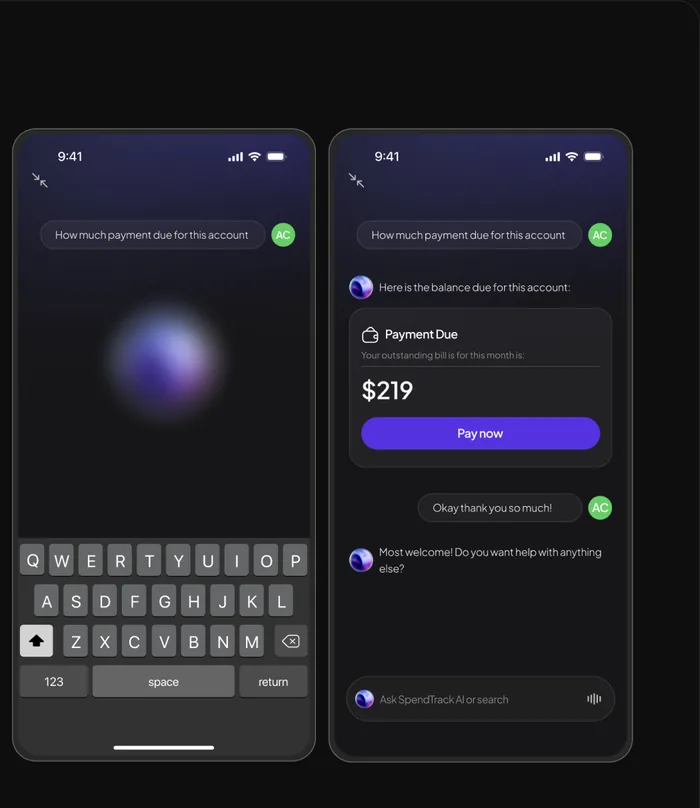 9:41
How much payment due for this account
AC
Q W E R T Y U I O P
A S D F G H J K L
Z X C V B N M
123 space return
9:41
How much payment due for this account
AC
Here is the balance due for this account:
Payment Due
Your outstanding bill is for this month is:
$219
Pay now
Okay thank you so much!
AC
Most welcome! Do you want help with anything
else?
Ask SpendTrack AI or search